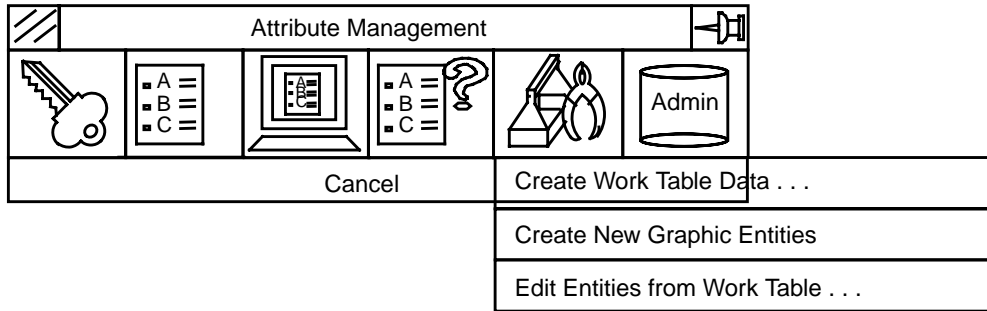 Attribute Management
A
B
C
A
B
C
A
B
C
Admin
Cancel
Create Work Table Data . . .
Create New Graphic Entities
Edit Entities from Work Table . . .